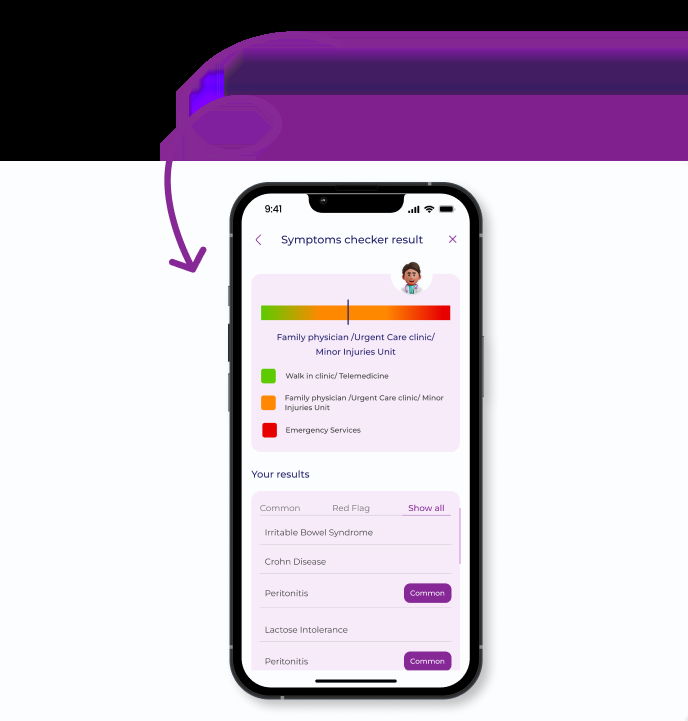 9:41
Symptoms checker result
Family physician /Urgent Care clinic/
Minor Injuries Unit
Walk in clinic/ Telemedicine
Family physician /Urgent Care clinic/ Minor
Injuries Unit
Emergency Services
Your results
Common Red Flag Show all
Irritable Bowel Syndrome
Crohn Disease
Peritonitis Common
Lactose Intolerance
Peritonitis Common